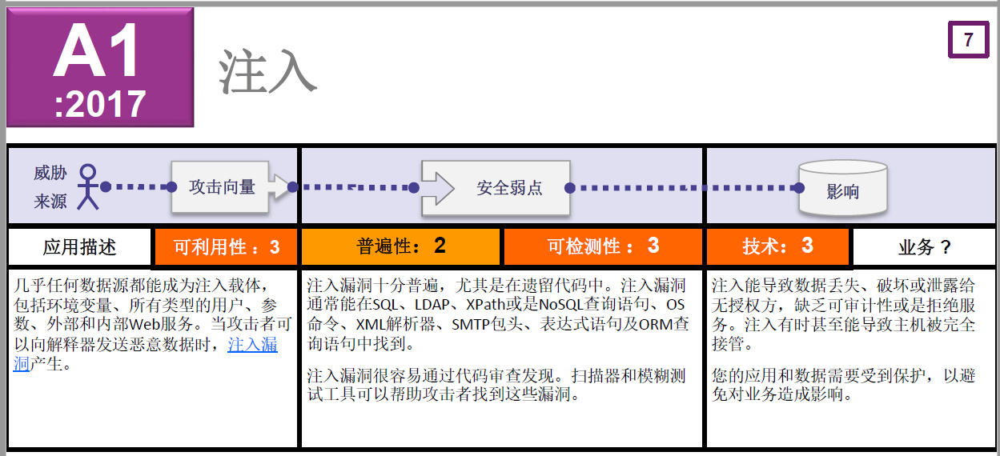 A1
:2017
注入
7
威胁
来源
攻击向量
安全弱点
影响
应用描述
可利用性：3
普遍性：2
可检测性：3
技术：3
业务？
几乎任何数据源都能成为注入载体，
包括环境变量、所有类型的用户、参
数、外部和内部Web服务。当攻击者可
以向解释器发送恶意数据时，注入漏
洞产生。
注入漏洞十分普遍，尤其是在遗留代码中。注入漏洞
通常能在SQL、LDAP、XPath或是NoSQL查询语句、OS
命令、XML解析器、SMTP包头、表达式语句及ORM查
询语句中找到。
注入漏洞很容易通过代码审查发现。扫描器和模糊测
试工具可以帮助攻击者找到这些漏洞。
注入能导致数据丢失、破坏或泄露给
无授权方，缺乏可审计性或是拒绝服
务。注入有时甚至能导致主机被完全
接管。
您的应用和数据需要受到保护，以避
免对业务造成影响。